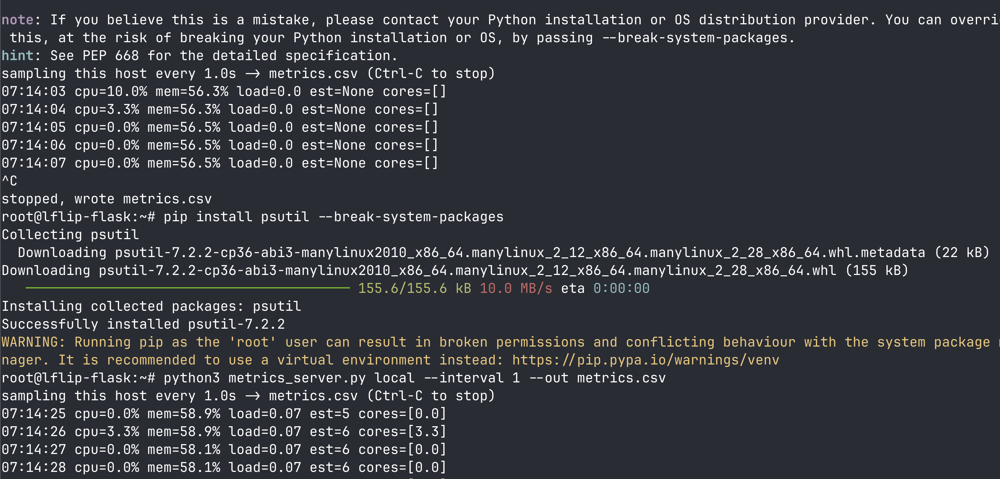 note: If you believe this is a mistake, please contact your Python installation or OS distribution provider. You can
this, at the risk of breaking your Python installation or OS, by passing --break-system-packages.
hint: See PEP 668 for the detailed specification.
sampling this host every 1.0s -> metrics.csv (Ctrl-C to stop)
07:14:03 cpu=10.0% mem=56.3% load=0.0 est=None cores=[]
07:14:04 cpu=3.3% mem=56.3% load=0.0 est=None cores=[]
07:14:05 cpu=0.0% mem=56.5% load=0.0 est=None cores=[]
07:14:06 cpu=0.0% mem=56.5% load=0.0 est=None cores=[]
07:14:07 cpu=0.0% mem=56.5% load=0.0 est=None cores=[]
^C
stopped, wrote metrics.csv
root@lflip-flask:~# pip install psutil --break-system-packages
Collecting psutil
  Downloading psutil-7.2.2-cp36-abi3-manylinux2010_x86_64.manylinux_2_12_x86_64.manylinux_2_28_x86_64.whl.metadata (22 kB)
Downloading psutil-7.2.2-cp36-abi3-manylinux2010_x86_64.manylinux_2_12_x86_64.manylinux_2_28_x86_64.whl (155 kB)
155.6/155.6 kB 10.0 MB/s eta 0:00:00
Installing collected packages: psutil
Successfully installed psutil-7.2.2
WARNING: Running pip as the 'root' user can result in broken permissions and conflicting behaviour with the system package
nager. It is recommended to use a virtual environment instead: https://pip.pypa.io/warnings/venv
root@lflip-flask:~# python3 metrics_server.py local --interval 1 --out metrics.csv
sampling this host every 1.0s -> metrics.csv (Ctrl-C to stop)
07:14:25 cpu=0.0% mem=58.9% load=0.07 est=5 cores=[0.0]
07:14:26 cpu=3.3% mem=58.9% load=0.07 est=6 cores=[3.3]
07:14:27 cpu=0.0% mem=58.1% load=0.07 est=6 cores=[0.0]
07:14:28 cpu=0.0% mem=58.1% load=0.07 est=6 cores=[0.0]